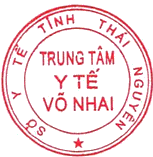 SỞ Y TẾ TỈNH THÁI NGUYÊN
TRUNG TÂM
Y TẾ
VÕ NHAI